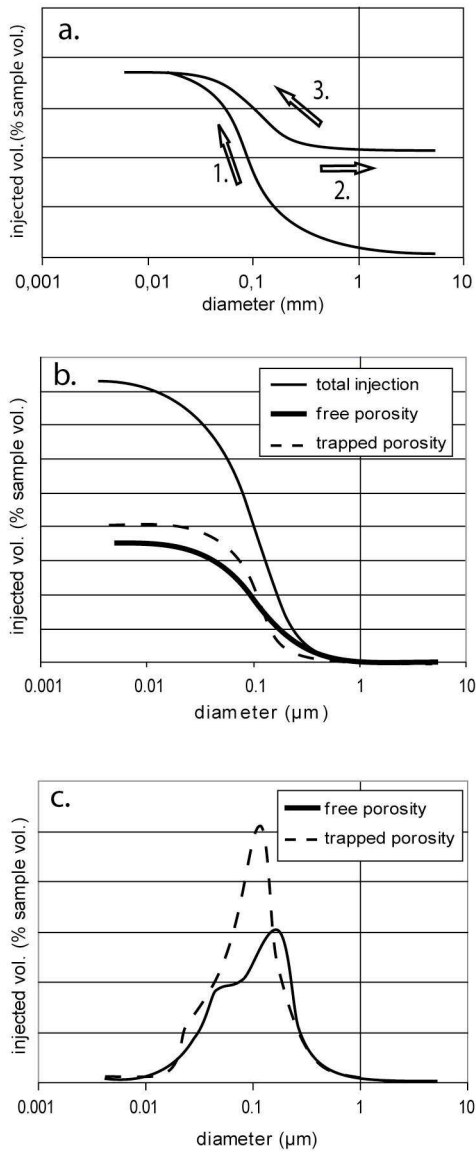 a.
injected vol. (% sample vol.)
3.
1.
2.
0,001 0,01 0,1 1 10
diameter (mm)
b.
total injection
free porosity
trapped porosity
injected vol. (% sample vol.)
0.001 0.01 0.1 1 10
diameter (µm)
c.
free porosity
trapped porosity
injected vol. (% sample vol.)
0.001 0.01 0.1 1 10
diameter (µm)